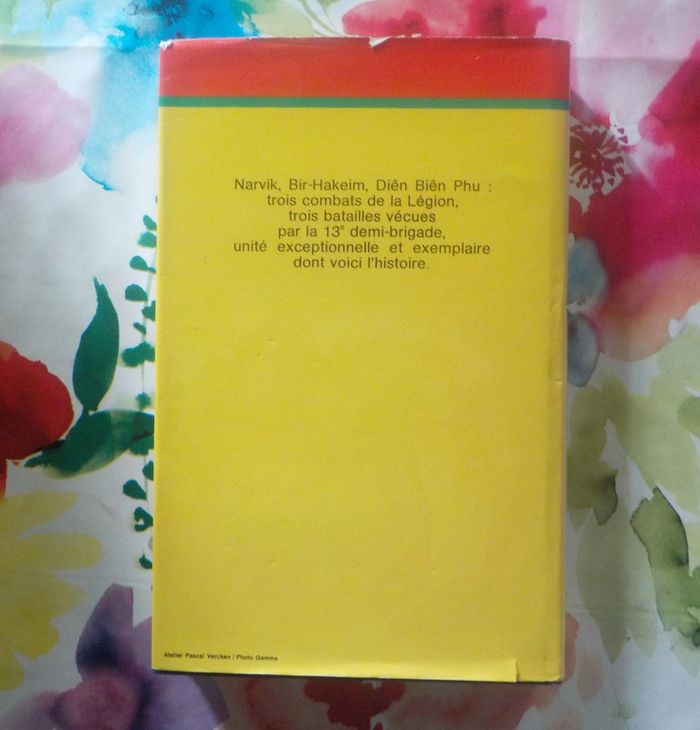 Narvik, Bir-Hakeim, Diên Biên Phu :
trois combats de la Légion,
trois batailles vécues
par la 13e demi-brigade,
unité exceptionnelle et exemplaire
dont voici l'histoire.
Atelier Pascal Vercken / Photo Gamma